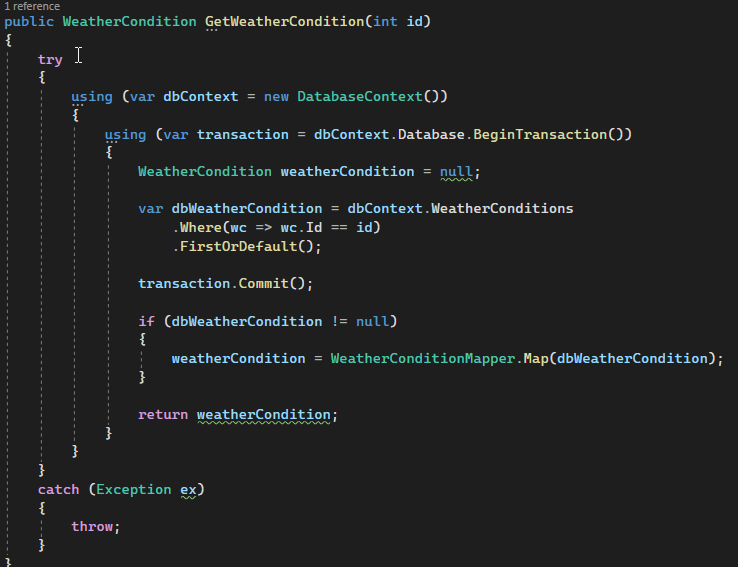 1 reference
public WeatherCondition GetWeatherCondition(int id)
{
    try
    {
        using (var dbContext = new DatabaseContext())
        {
            using (var transaction = dbContext.Database.BeginTransaction())
            {
                WeatherCondition weatherCondition = null;

                var dbWeatherCondition = dbContext.WeatherConditions
                    .Where(wc => wc.Id == id)
                    .FirstOrDefault();

                transaction.Commit();

                if (dbWeatherCondition != null)
                {
                    weatherCondition = WeatherConditionMapper.Map(dbWeatherCondition);
                }

                return weatherCondition;
            }
        }
    }
    catch (Exception ex)
    {
        throw;
    }
}